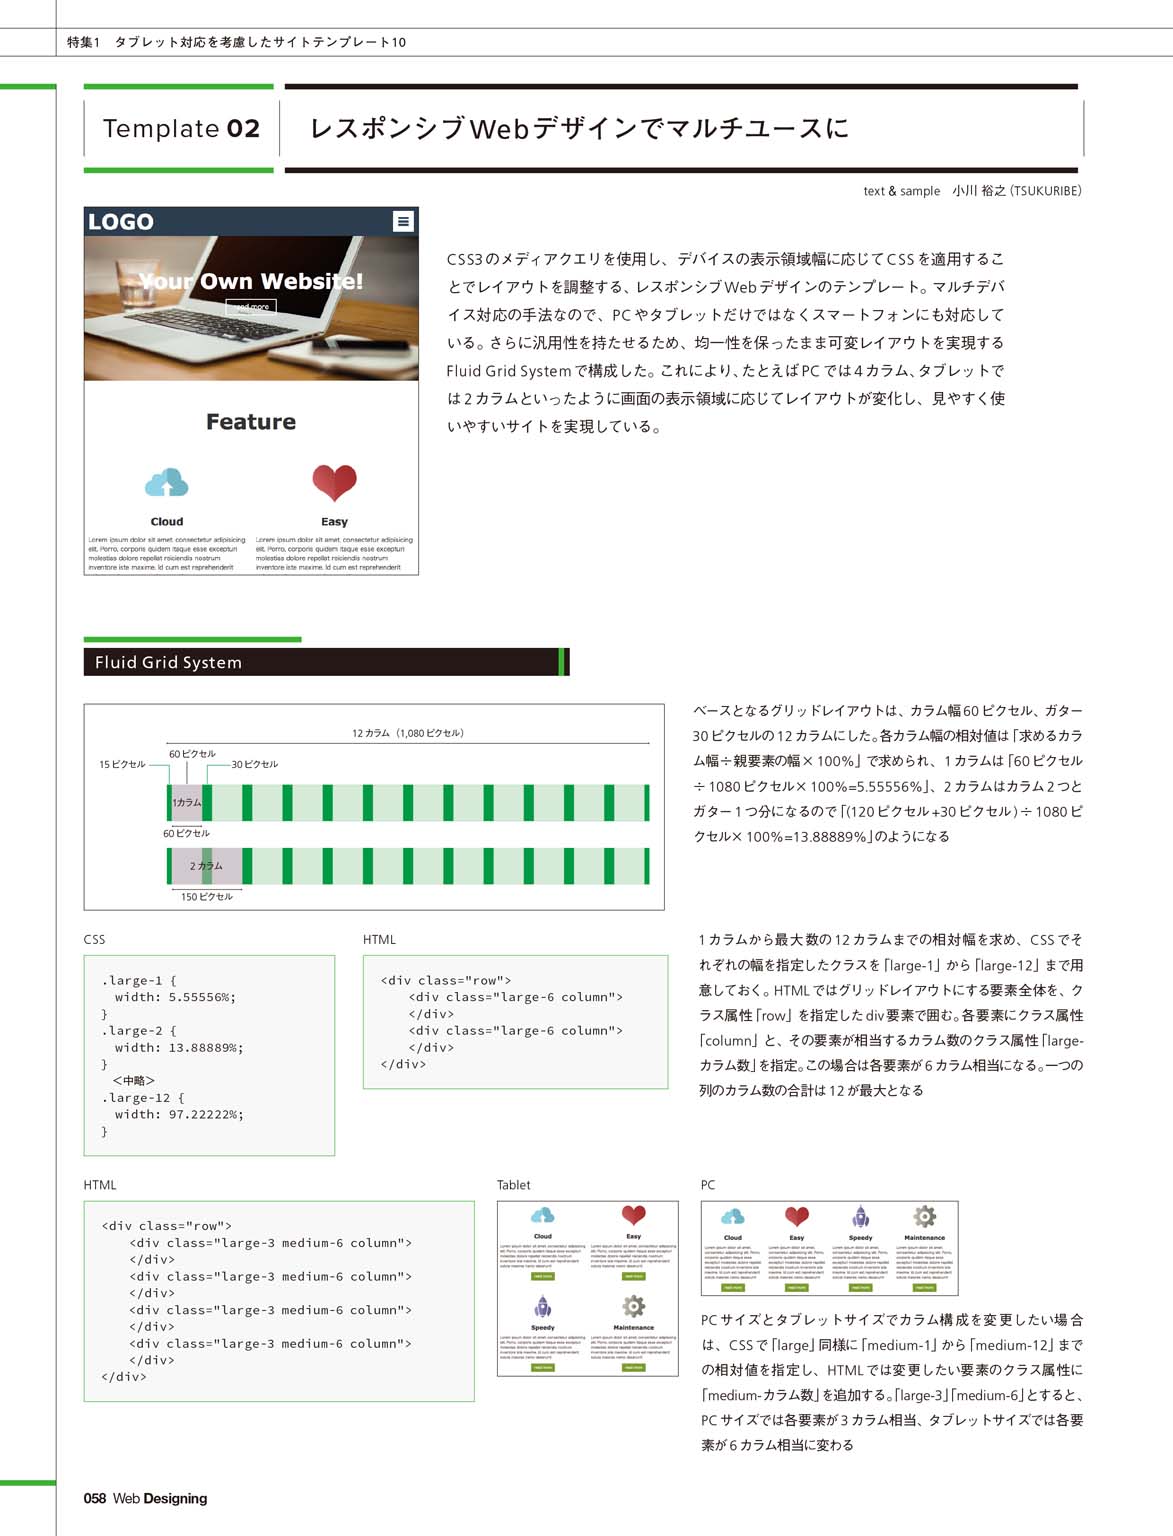 特集1　タブレット対応を考慮したサイトテンプレート10
Template 02
レスポンシブWebデザインでマルチユースに
text & sample　小川 裕之（TSUKURIBE）
LOGO
Your Own Website!
read more
Feature
Cloud
Easy
Lorem ipsum dolor sit amet, consectetur adipisicing
elit. Porro, corporis quidem itaque esse excepturi
molestias dolore repellat reiciendis nostrum
inventore iste maxime. Id cum est reprehenderit
Lorem ipsum dolor sit amet, consectetur adipisicing
elit. Porro, corporis quidem itaque esse excepturi
molestias dolore repellat reiciendis nostrum
inventore iste maxime. Id cum est reprehenderit
CSS3のメディアクエリを使用し、デバイスの表示領域幅に応じてCSSを適用するこ
とでレイアウトを調整する、レスポンシブWebデザインのテンプレート。マルチデバ
イス対応の手法なので、PCやタブレットだけではなくスマートフォンにも対応して
いる。さらに汎用性を持たせるため、均一性を保ったまま可変レイアウトを実現する
Fluid Grid Systemで構成した。これにより、たとえばPCでは4カラム、タブレットで
は2カラムといったように画面の表示領域に応じてレイアウトが変化し、見やすく使
いやすいサイトを実現している。
Fluid Grid System
12カラム（1,080ピクセル）
60ピクセル
15ピクセル
30ピクセル
1カラム
60ピクセル
2カラム
150ピクセル
ベースとなるグリッドレイアウトは、カラム幅60ピクセル、ガター
30ピクセルの12カラムにした。各カラム幅の相対値は「求めるカラ
ム幅÷親要素の幅×100%」で求められ、1カラムは「60ピクセル
÷1080ピクセル×100%=5.55556%」、2カラムはカラム2つと
ガター1つ分になるので「(120ピクセル+30ピクセル)÷1080ピ
クセル×100%=13.88889%」のようになる
CSS
.large-1 {
width: 5.55556%;
}
.large-2 {
width: 13.88889%;
}
＜中略＞
.large-12 {
width: 97.22222%;
}
HTML
<div class="row">
<div class="large-6 column">
</div>
<div class="large-6 column">
</div>
</div>
1カラムから最大数の12カラムまでの相対幅を求め、CSSでそ
れぞれの幅を指定したクラスを「large-1」から「large-12」まで用
意しておく。HTMLではグリッドレイアウトにする要素全体を、ク
ラス属性「row」を指定したdiv要素で囲む。各要素にクラス属性
「column」と、その要素が相当するカラム数のクラス属性「large-
カラム数」を指定。この場合は各要素が6カラム相当になる。一つの
列のカラム数の合計は12が最大となる
HTML
<div class="row">
<div class="large-3 medium-6 column">
</div>
<div class="large-3 medium-6 column">
</div>
<div class="large-3 medium-6 column">
</div>
<div class="large-3 medium-6 column">
</div>
</div>
Tablet
Cloud
Easy
read more
read more
Speedy
Maintenance
read more
read more
PC
Cloud
Easy
Speedy
Maintenance
read more
read more
read more
read more
PCサイズとタブレットサイズでカラム構成を変更したい場合
は、CSSで「large」同様に「medium-1」から「medium-12」まで
の相対値を指定し、HTMLでは変更したい要素のクラス属性に
「medium-カラム数」を追加する。「large-3」「medium-6」とすると、
PCサイズでは各要素が3カラム相当、タブレットサイズでは各要
素が6カラム相当に変わる
058 Web Designing